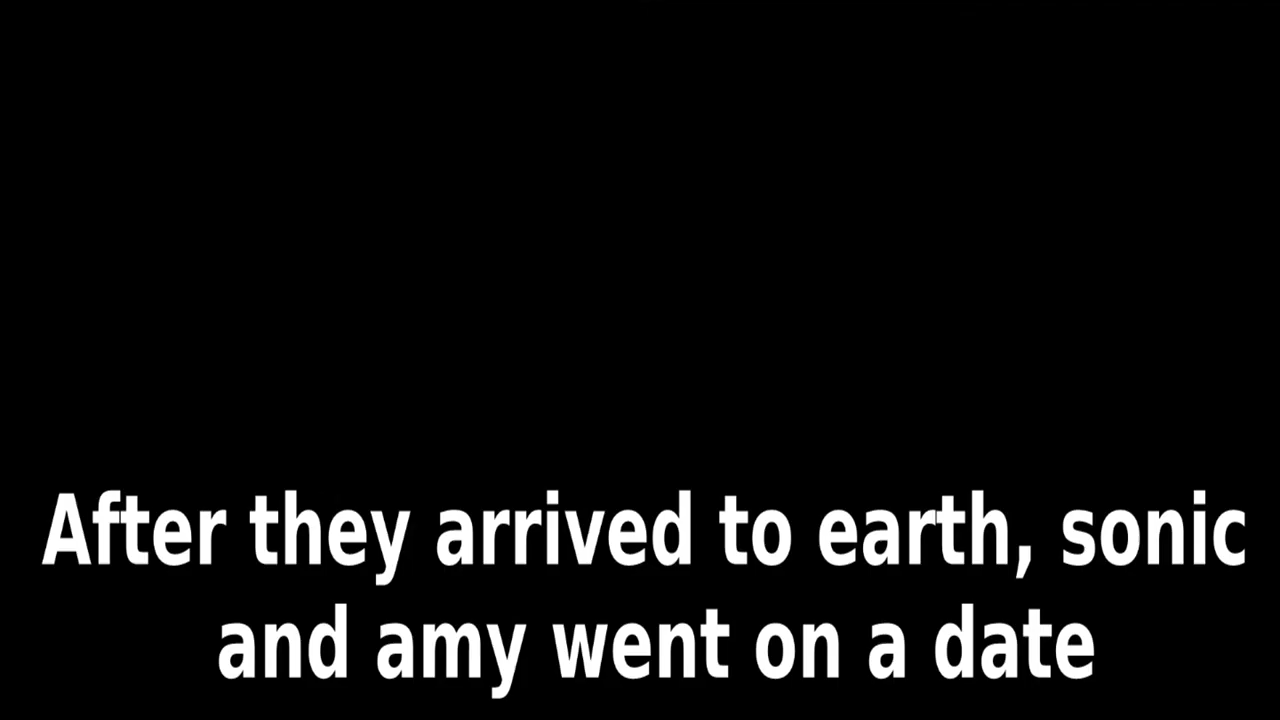 After they arrived to earth, sonic
and amy went on a date